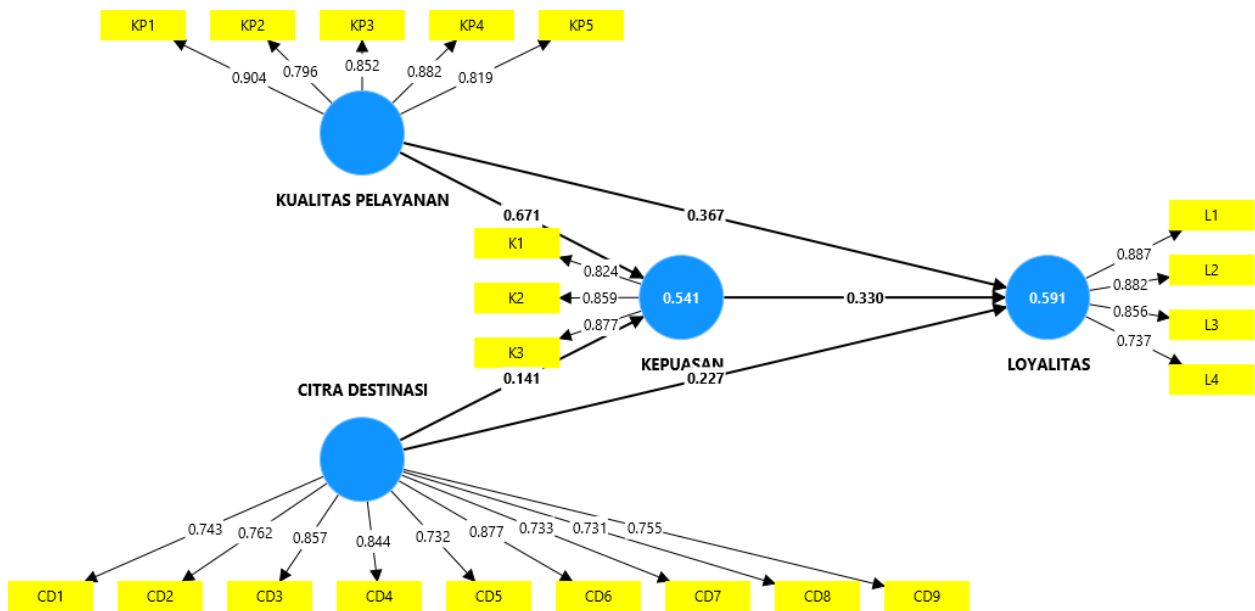 KP1 KP2 KP3 KP4 KP5
0.904 0.796 0.852 0.882 0.819
KUALITAS PELAYANAN
0.671 0.367
K1
0.824
K2
0.859
K3
0.877
0.541
KEPUASAN
0.330
0.591
LOYALITAS
L1
0.887
L2
0.882
L3
0.856
L4
0.737
0.141 0.227
CITRA DESTINASI
0.743 0.762 0.857 0.844 0.732 0.877 0.733 0.731 0.755
CD1 CD2 CD3 CD4 CD5 CD6 CD7 CD8 CD9